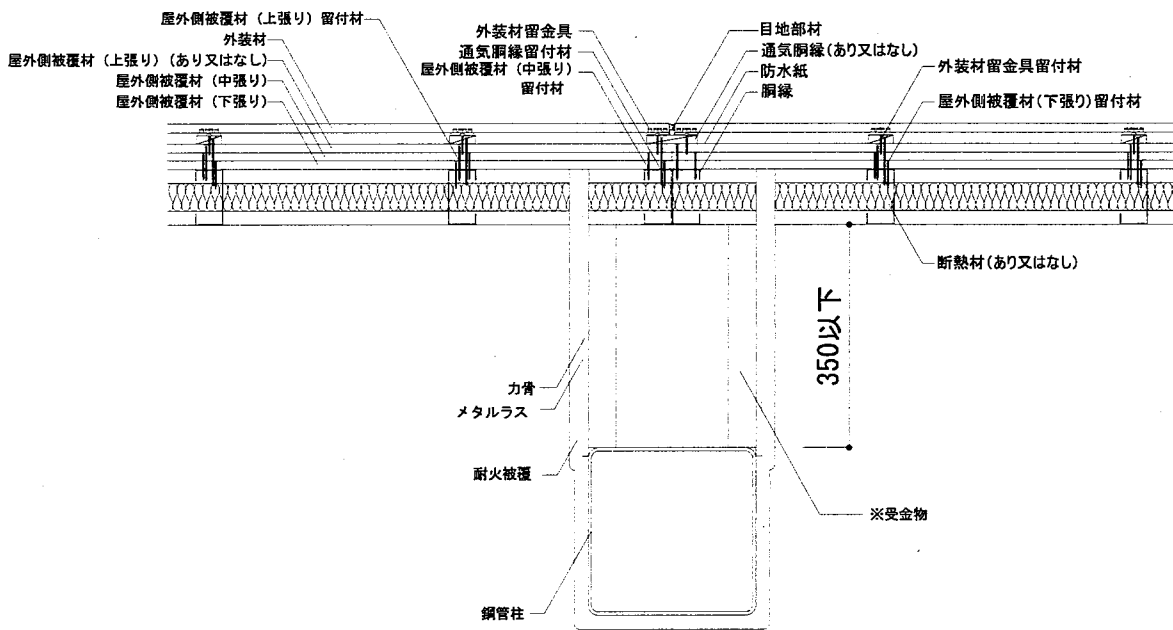 屋外側被覆材（上張り）留付材
外装材
屋外側被覆材（上張り）（あり又はなし）
屋外側被覆材（中張り）
屋外側被覆材（下張り）
外装材留金具
通気胴縁留付材
屋外側被覆材（中張り）
留付材
目地部材
通気胴縁(あり又はなし)
防水紙
胴縁
外装材留金具留付材
屋外側被覆材(下張り)留付材
断熱材(あり又はなし)
350以下
力骨
メタルラス
耐火被覆
※受金物
鋼管柱